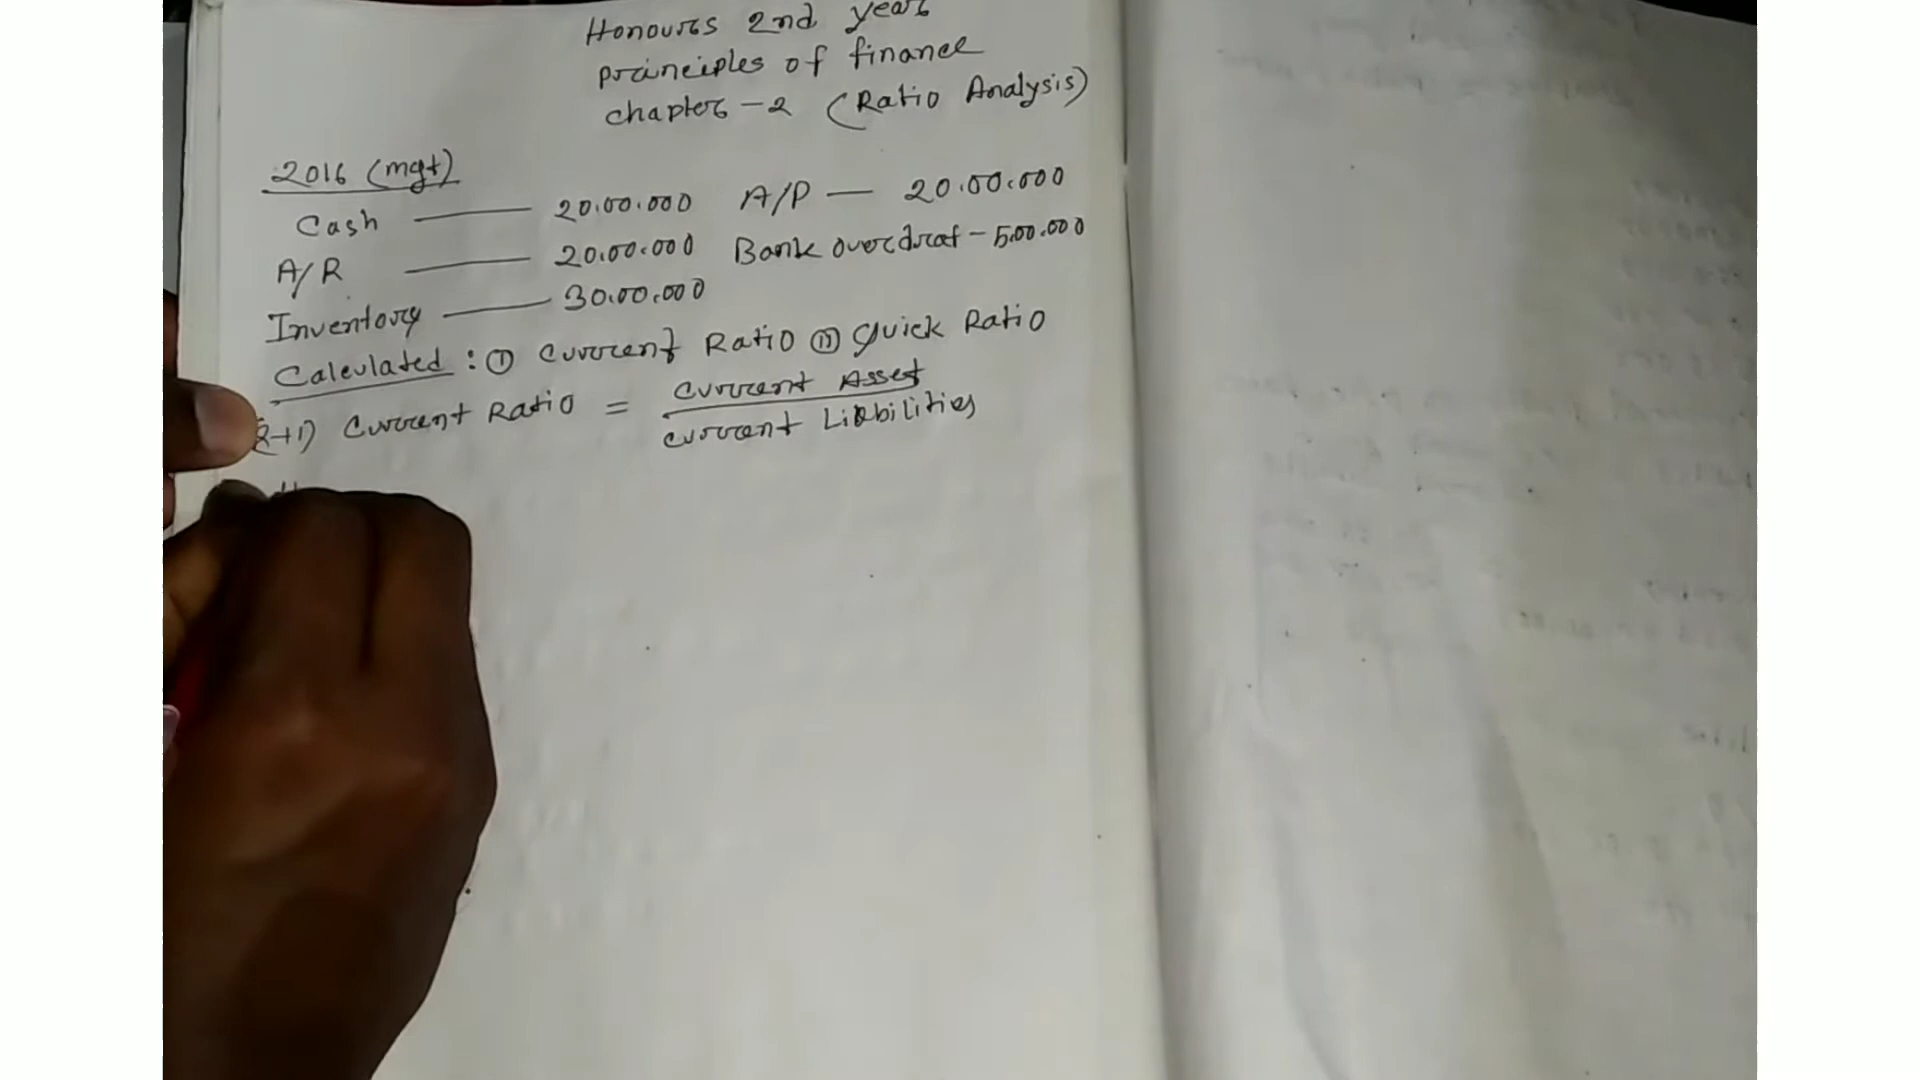 Honours 2nd year
principles of finance
chapter - 2 (Ratio Analysis)
2016 (mgt)
Cash — 20,00,000 A/P — 20,00,000
A/R — 20,00,000 Bank overdraf - 5,00,000
Inventory — 30,00,000
Calculated : (i) Current Ratio (ii) Quick Ratio
Current Ratio = Current Asset
Current Liabilities